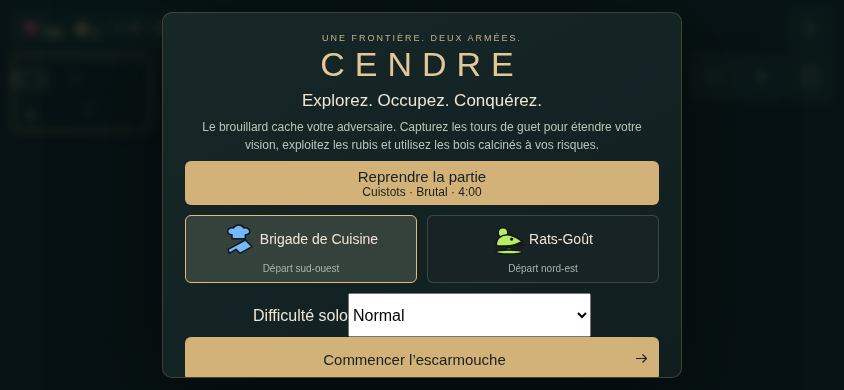 UNE FRONTIÈRE. DEUX ARMÉES.
CENDRE
Explorez. Occupez. Conquérez.
Le brouillard cache votre adversaire. Capturez les tours de guet pour étendre votre
vision, exploitez les rubis et utilisez les bois calcinés à vos risques.
Reprendre la partie
Cuistots · Brutal · 4:00
Brigade de Cuisine
Départ sud-ouest
Rats-Goût
Départ nord-est
Difficulté solo Normal
Commencer l’escarmouche →